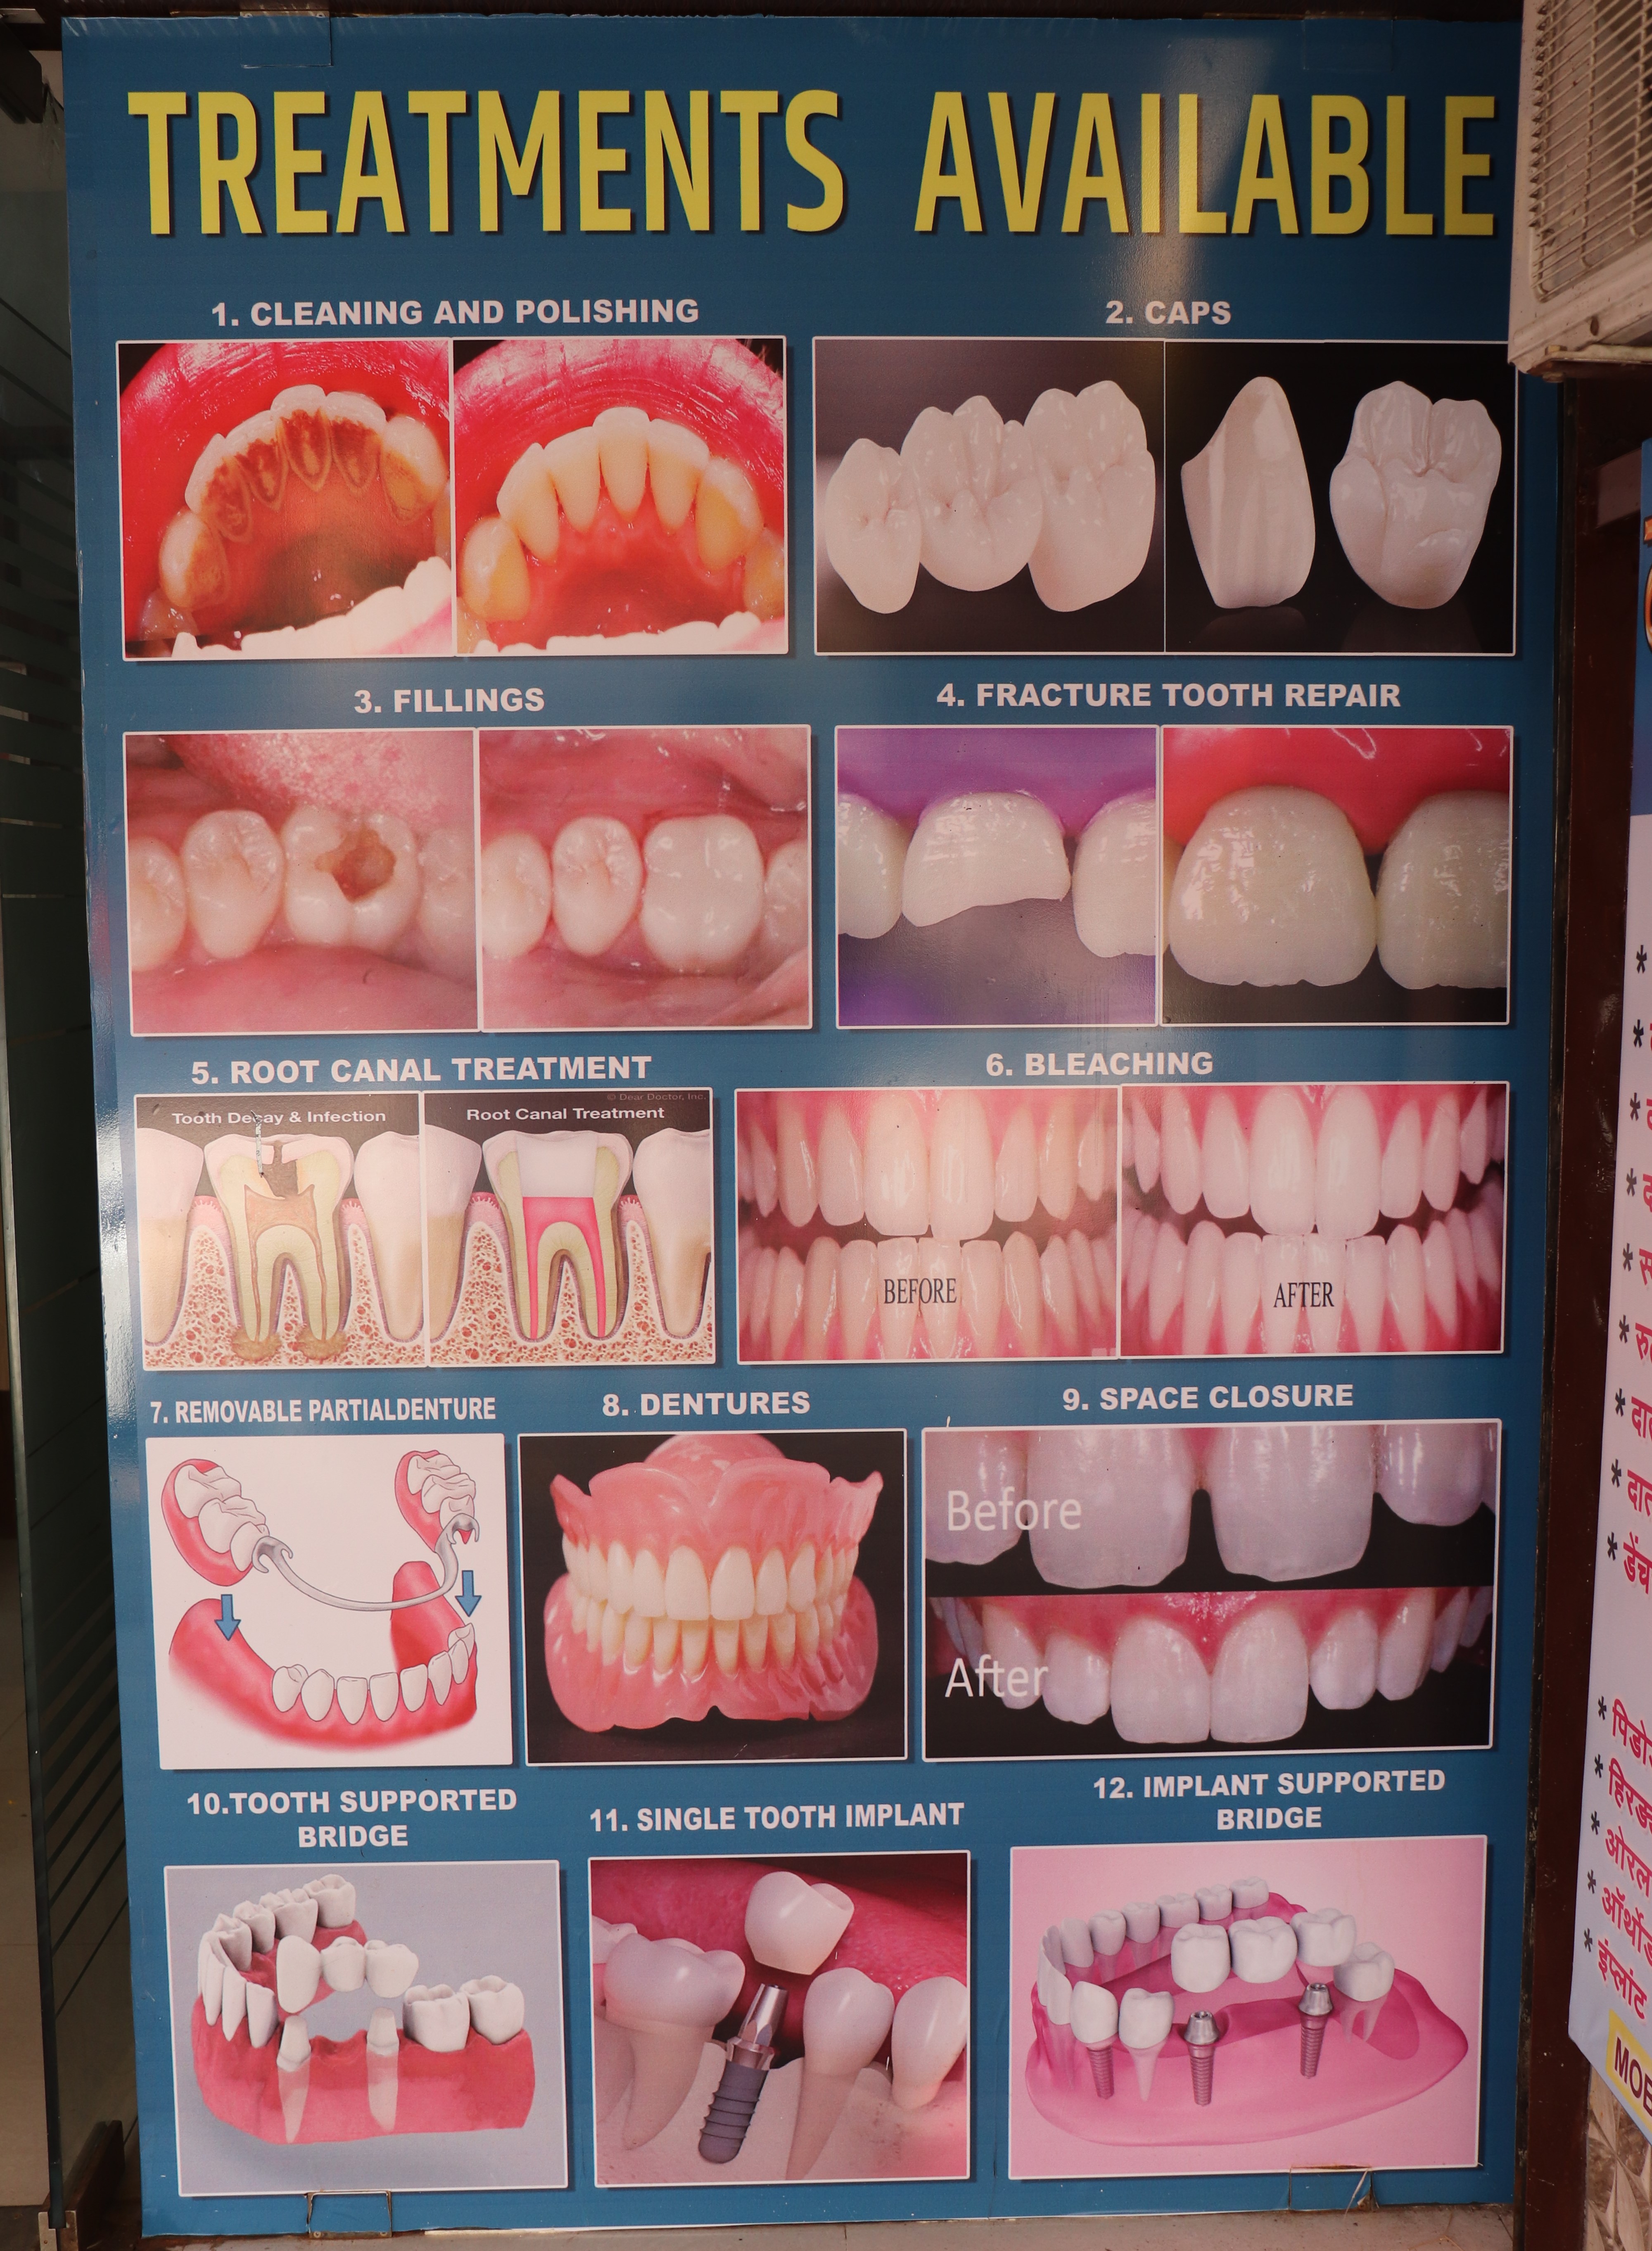 TREATMENTS AVAILABLE
1. CLEANING AND POLISHING
2. CAPS
3. FILLINGS
4. FRACTURE TOOTH REPAIR
5. ROOT CANAL TREATMENT
© Dear Doctor, Inc.
Tooth Decay & Infection
Root Canal Treatment
6. BLEACHING
BEFORE
AFTER
7. REMOVABLE PARTIALDENTURE
8. DENTURES
9. SPACE CLOSURE
Before
After
10.TOOTH SUPPORTED
BRIDGE
11. SINGLE TOOTH IMPLANT
12. IMPLANT SUPPORTED
BRIDGE
* ओरल
* इंप्लांट